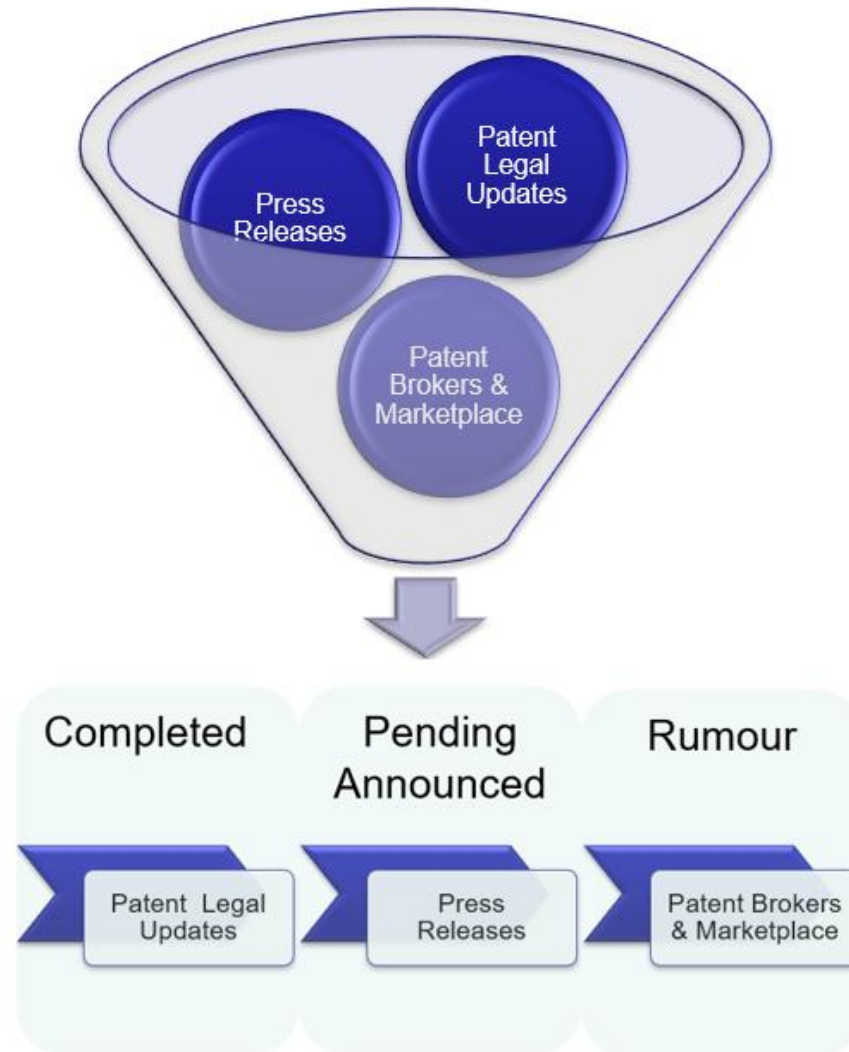 Patent
Legal
Updates
Press
Releases
Patent
Brokers &
Marketplace
Completed
Pending
Announced
Rumour
Patent Legal
Updates
Press
Releases
Patent Brokers
& Marketplace